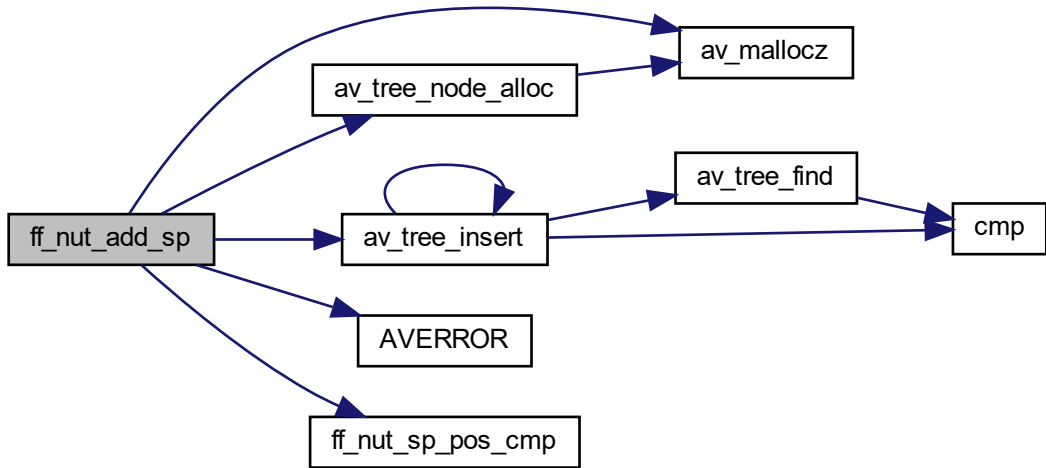 av_mallocz
av_tree_node_alloc
av_tree_find
cmp
ff_nut_add_sp
av_tree_insert
AVERROR
ff_nut_sp_pos_cmp